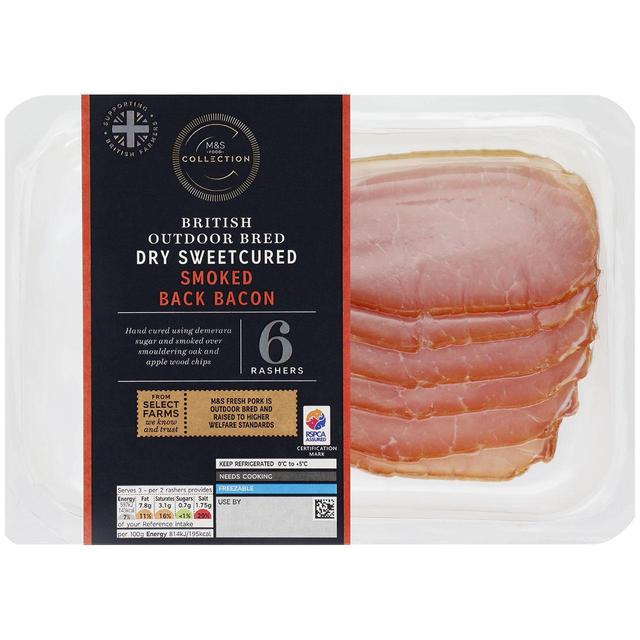 SUPPORTING
BRITISH FARMERS
M&S
FOOD
COLLECTION
BRITISH
OUTDOOR BRED
DRY SWEETCURED
SMOKED
BACK BACON
Hand cured using demerara
sugar and smoked over
smouldering oak and
apple wood chips
6
RASHERS
FROM
SELECT
FARMS
we know
and trust
M&S FRESH PORK IS
OUTDOOR BRED AND
RAISED TO HIGHER
WELFARE STANDARDS
RSPCA
ASSURED
CERTIFICATION
MARK
KEEP REFRIGERATED 0°C to +5°C
NEEDS COOKING
FREEZABLE
USE BY
Serves 3 - per 2 rashers provides
Energy Fat Saturates Sugars Salt
597kJ 7.8g 3.1g 0.7g 1.75g
143kcal
7% 11% 16% <1% 29%
of your Reference intake
per 100g Energy 814kJ/195kcal